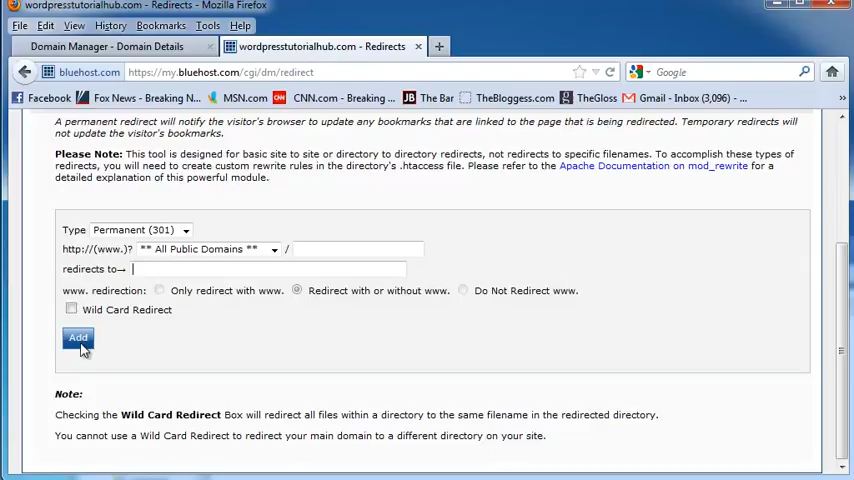 wordpresstutorialhub.com - Redirects - Mozilla Firefox
File Edit View History Bookmarks Tools Help
Domain Manager - Domain Details × wordpresstutorialhub.com - Redirects × +
bluehost.com https://my.bluehost.com/cgi/dm/redirect Google
Facebook Fox News - Breaking N... MSN.com CNN.com - Breaking ... The Bar TheBloggess.com TheGloss Gmail - Inbox (3,096) - ... »
A permanent redirect will notify the visitor's browser to update any bookmarks that are linked to the page that is being redirected. Temporary redirects will
not update the visitor's bookmarks.
Please Note: This tool is designed for basic site to site or directory to directory redirects, not redirects to specific filenames. To accomplish these types of
redirects, you will need to create custom rewrite rules in the directory's .htaccess file. Please refer to the Apache Documentation on mod_rewrite for a
detailed explanation of this powerful module.
Type Permanent (301)
http://(www.)? ** All Public Domains ** /
redirects to→
www. redirection: Only redirect with www. Redirect with or without www. Do Not Redirect www.
Wild Card Redirect
Add
Note:
Checking the Wild Card Redirect Box will redirect all files within a directory to the same filename in the redirected directory.
You cannot use a Wild Card Redirect to redirect your main domain to a different directory on your site.